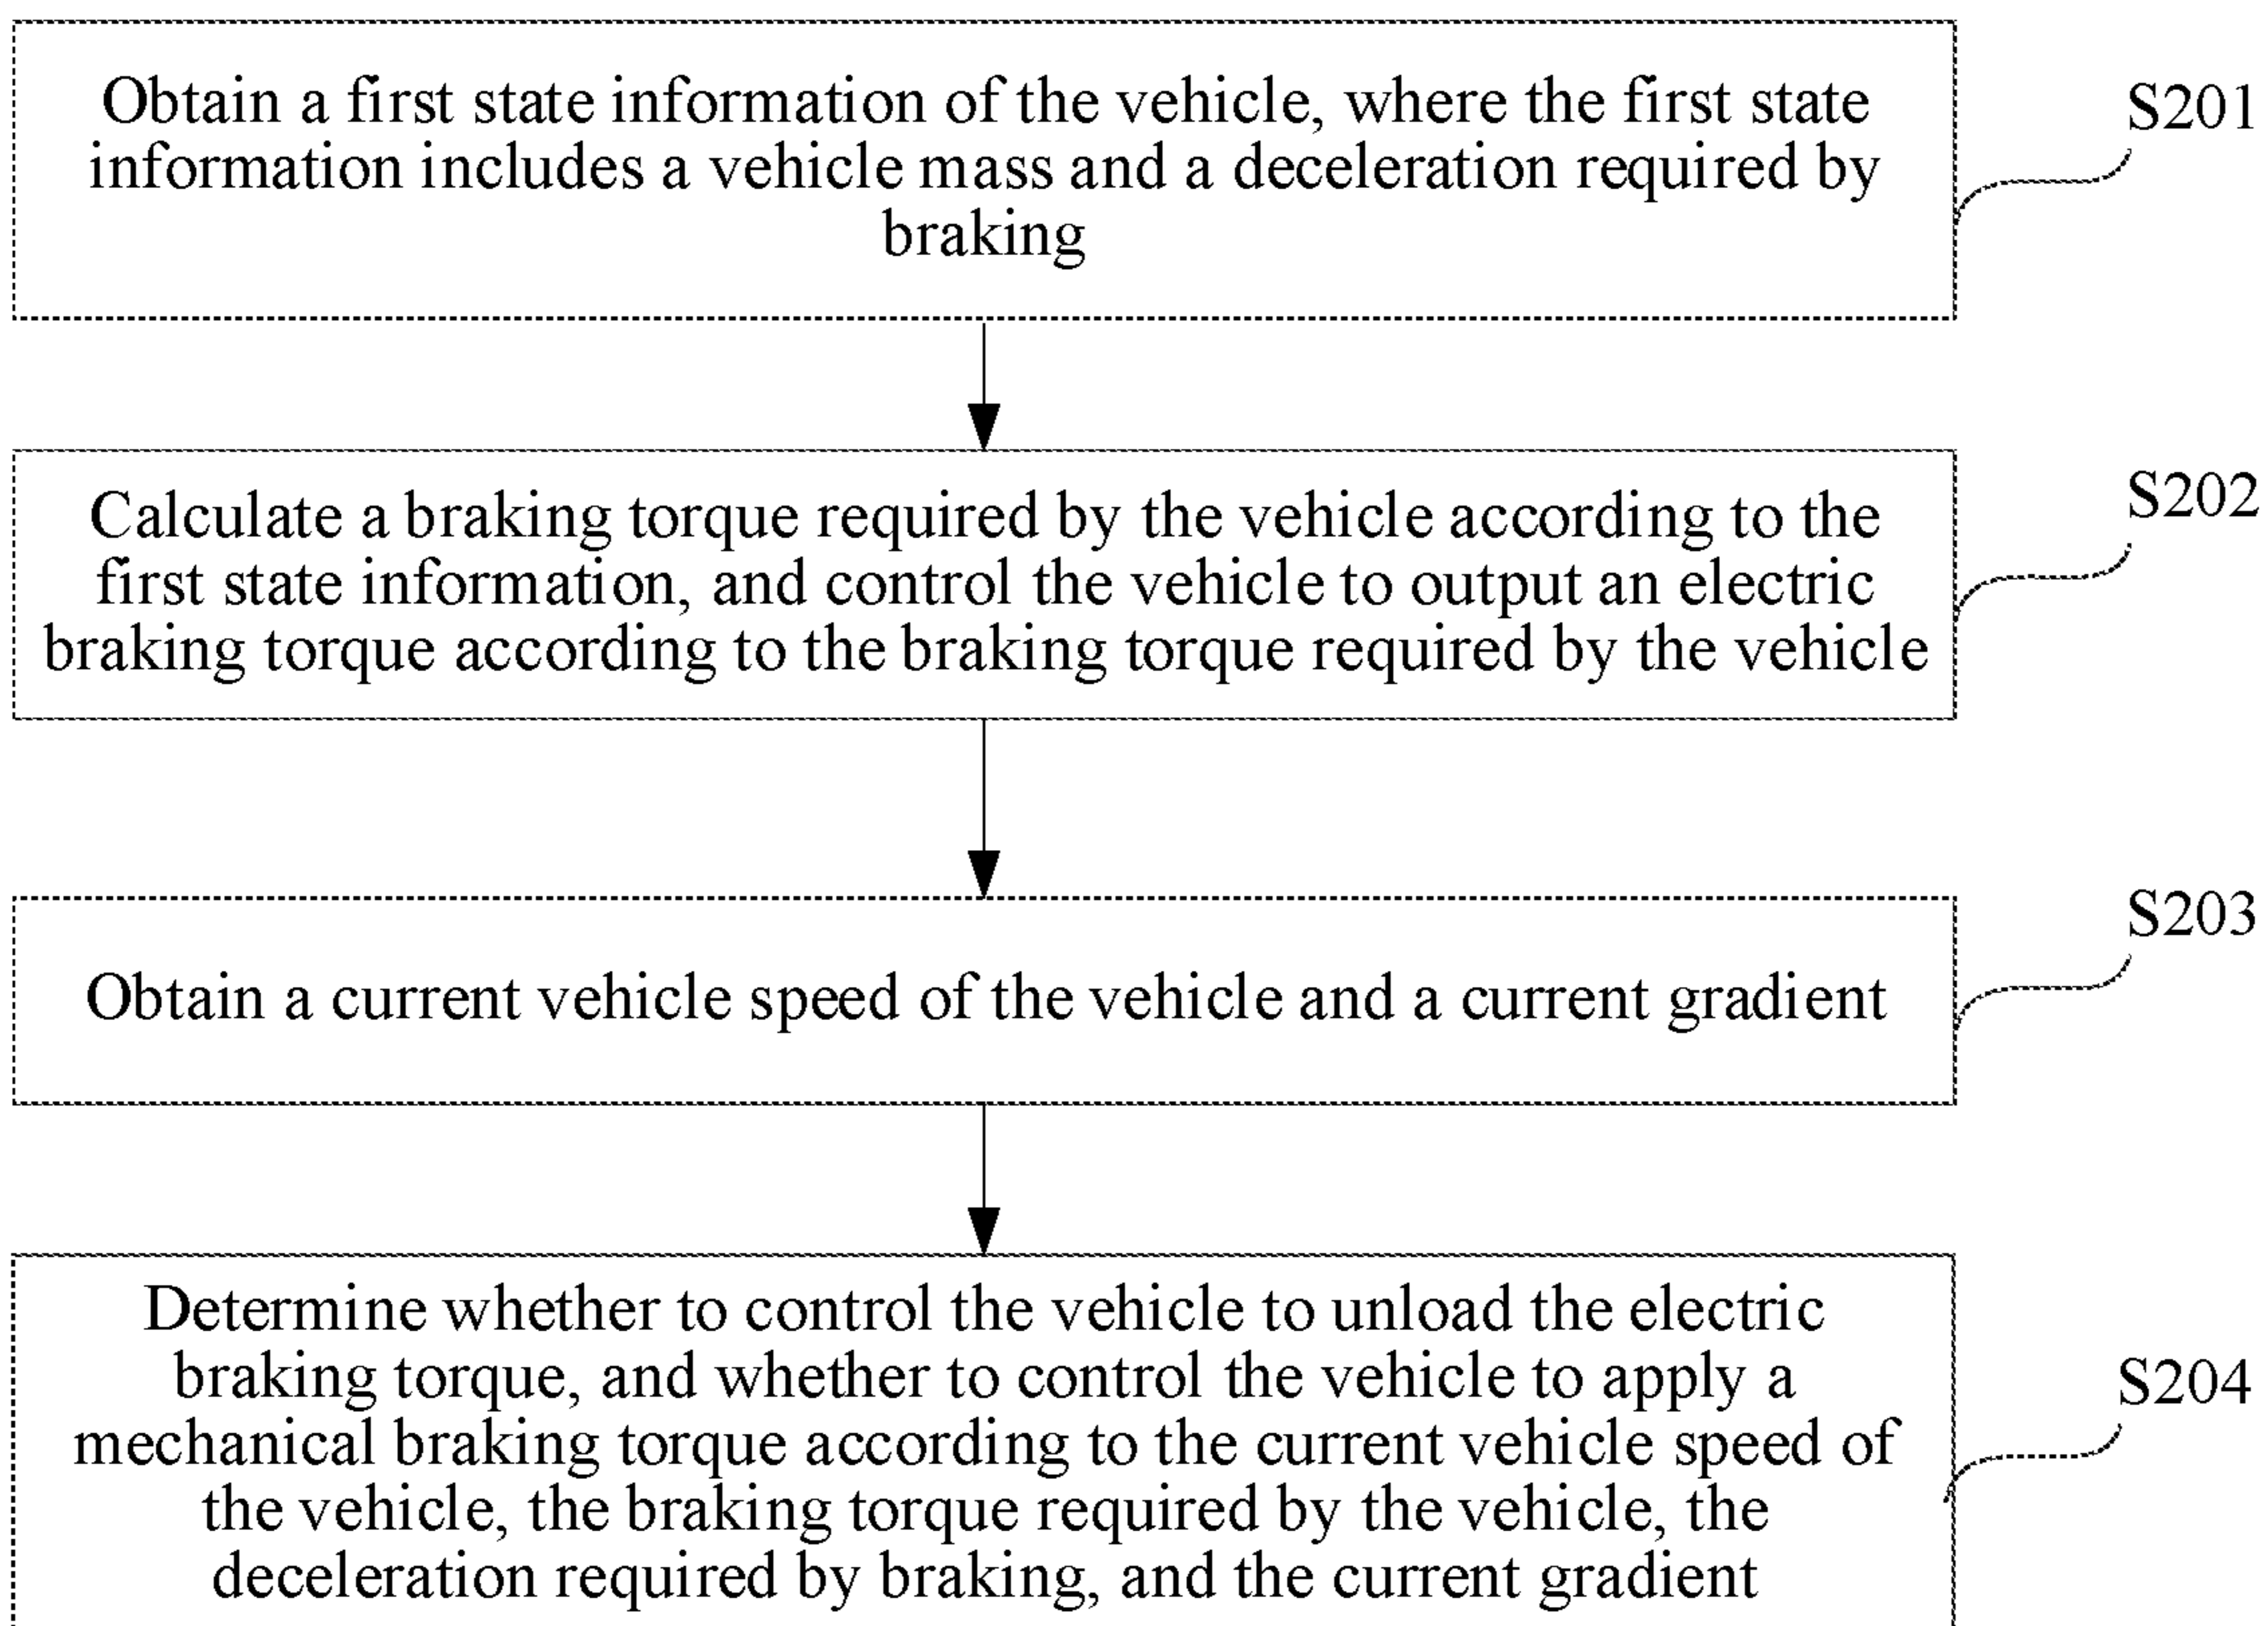 Obtain a first state information of the vehicle, where the first state
information includes a vehicle mass and a deceleration required by
braking
S201
Calculate a braking torque required by the vehicle according to the
first state information, and control the vehicle to output an electric
braking torque according to the braking torque required by the vehicle
S202
Obtain a current vehicle speed of the vehicle and a current gradient
S203
Determine whether to control the vehicle to unload the electric
braking torque, and whether to control the vehicle to apply a
mechanical braking torque according to the current vehicle speed of
the vehicle, the braking torque required by the vehicle, the
deceleration required by braking, and the current gradient
S204